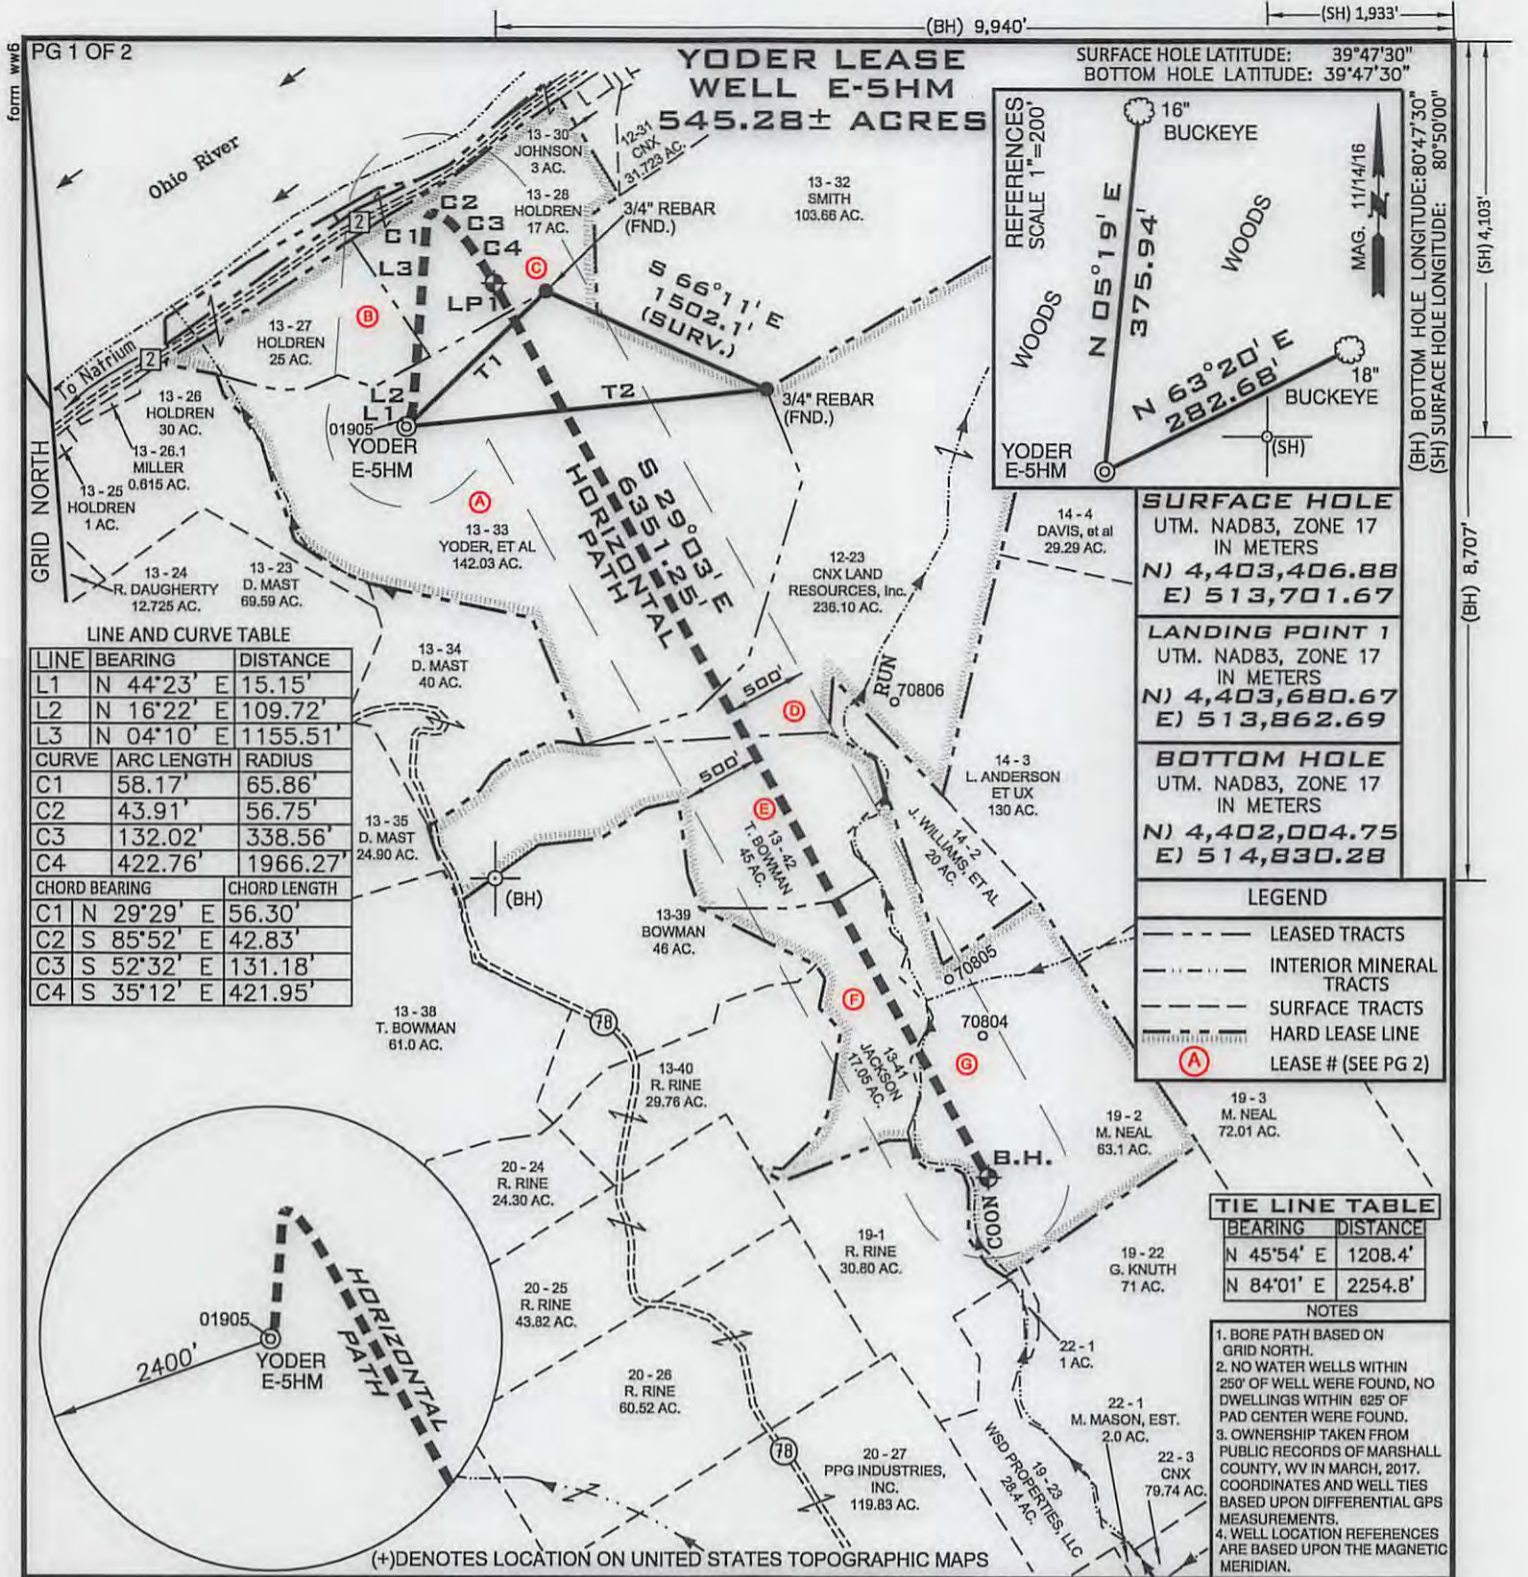 (BH) 9,940'
(SH) 1,933'
form ww6
PG 1 OF 2
YODER LEASE
WELL E-5HM
545.28± ACRES
SURFACE HOLE LATITUDE: 39°47'30"
BOTTOM HOLE LATITUDE: 39°47'30"
(BH) BOTTOM HOLE LONGITUDE:80°47'30"
(SH) SURFACE HOLE LONGITUDE: 80°50'00"
(SH) 4,103'
(BH) 8,707'
REFERENCES
SCALE 1"=200'
16"
BUCKEYE
WOODS
WOODS
N 05°19' E
375.94'
MAG. 11/14/16
N 63°20' E
282.68'
18"
BUCKEYE
YODER
E-5HM
(SH)
Ohio River
13 - 30
JOHNSON
3 AC.
12-31
CNX
31.723 AC.
13 - 28
HOLDREN
17 AC.
3/4" REBAR
(FND.)
13 - 32
SMITH
103.66 AC.
2
C1
C2
C3
C4
L3
LP1
C
B
S 66°11' E
1502.1'
(SURV.)
13 - 27
HOLDREN
25 AC.
To Natrium
2
T1
T2
3/4" REBAR
(FND.)
L2
L1
01905
YODER
E-5HM
13 - 26
HOLDREN
30 AC.
13 - 26.1
MILLER
0.615 AC.
13 - 25
HOLDREN
1 AC.
GRID NORTH
A
13 - 33
YODER, ET AL
142.03 AC.
S 29°03' E
6351.25'
HORIZONTAL
PATH
12-23
CNX LAND
RESOURCES, Inc.
236.10 AC.
14 - 4
DAVIS, et al
29.29 AC.
13 - 24
R. DAUGHERTY
12.725 AC.
13 - 23
D. MAST
69.59 AC.
SURFACE HOLE
UTM. NAD83, ZONE 17
IN METERS
N) 4,403,406.88
E) 513,701.67
LANDING POINT 1
UTM. NAD83, ZONE 17
IN METERS
N) 4,403,680.67
E) 513,862.69
BOTTOM HOLE
UTM. NAD83, ZONE 17
IN METERS
N) 4,402,004.75
E) 514,830.28
LINE AND CURVE TABLE
LINE BEARING DISTANCE
L1 N 44°23' E 15.15'
L2 N 16°22' E 109.72'
L3 N 04°10' E 1155.51'
CURVE ARC LENGTH RADIUS
C1 58.17' 65.86'
C2 43.91' 56.75'
C3 132.02' 338.56'
C4 422.76' 1966.27'
CHORD BEARING CHORD LENGTH
C1 N 29°29' E 56.30'
C2 S 85°52' E 42.83'
C3 S 52°32' E 131.18'
C4 S 35°12' E 421.95'
13 - 34
D. MAST
40 AC.
500'
D
RUN
70806
500'
E
13 - 42
T. BOWMAN
45 AC.
14 - 3
L. ANDERSON
ET UX
130 AC.
14 - 2
J. WILLIAMS, ET AL
20 AC.
13 - 35
D. MAST
24.90 AC.
(BH)
13-39
BOWMAN
46 AC.
70805
F
70804
G
13-41
JACKSON
17.05 AC.
13 - 38
T. BOWMAN
61.0 AC.
78
13-40
R. RINE
29.76 AC.
LEGEND
LEASED TRACTS
INTERIOR MINERAL
TRACTS
SURFACE TRACTS
HARD LEASE LINE
A
LEASE # (SEE PG 2)
19 - 2
M. NEAL
63.1 AC.
19 - 3
M. NEAL
72.01 AC.
B.H.
COON
20 - 24
R. RINE
24.30 AC.
19-1
R. RINE
30.80 AC.
19 - 22
G. KNUTH
71 AC.
20 - 25
R. RINE
43.82 AC.
22 - 1
1 AC.
20 - 26
R. RINE
60.52 AC.
22 - 1
M. MASON, EST.
2.0 AC.
22 - 3
CNX
79.74 AC.
19 - 23
WSD PROPERTIES, LLC
28.4 AC.
78
20 - 27
PPG INDUSTRIES,
INC.
119.83 AC.
HORIZONTAL
PATH
01905
YODER
E-5HM
2400'
TIE LINE TABLE
BEARING DISTANCE
N 45°54' E 1208.4'
N 84°01' E 2254.8'
NOTES
1. BORE PATH BASED ON
GRID NORTH.
2. NO WATER WELLS WITHIN
250' OF WELL WERE FOUND, NO
DWELLINGS WITHIN 625' OF
PAD CENTER WERE FOUND.
3. OWNERSHIP TAKEN FROM
PUBLIC RECORDS OF MARSHALL
COUNTY, WV IN MARCH, 2017.
COORDINATES AND WELL TIES
BASED UPON DIFFERENTIAL GPS
MEASUREMENTS.
4. WELL LOCATION REFERENCES
ARE BASED UPON THE MAGNETIC
MERIDIAN.
(+)DENOTES LOCATION ON UNITED STATES TOPOGRAPHIC MAPS